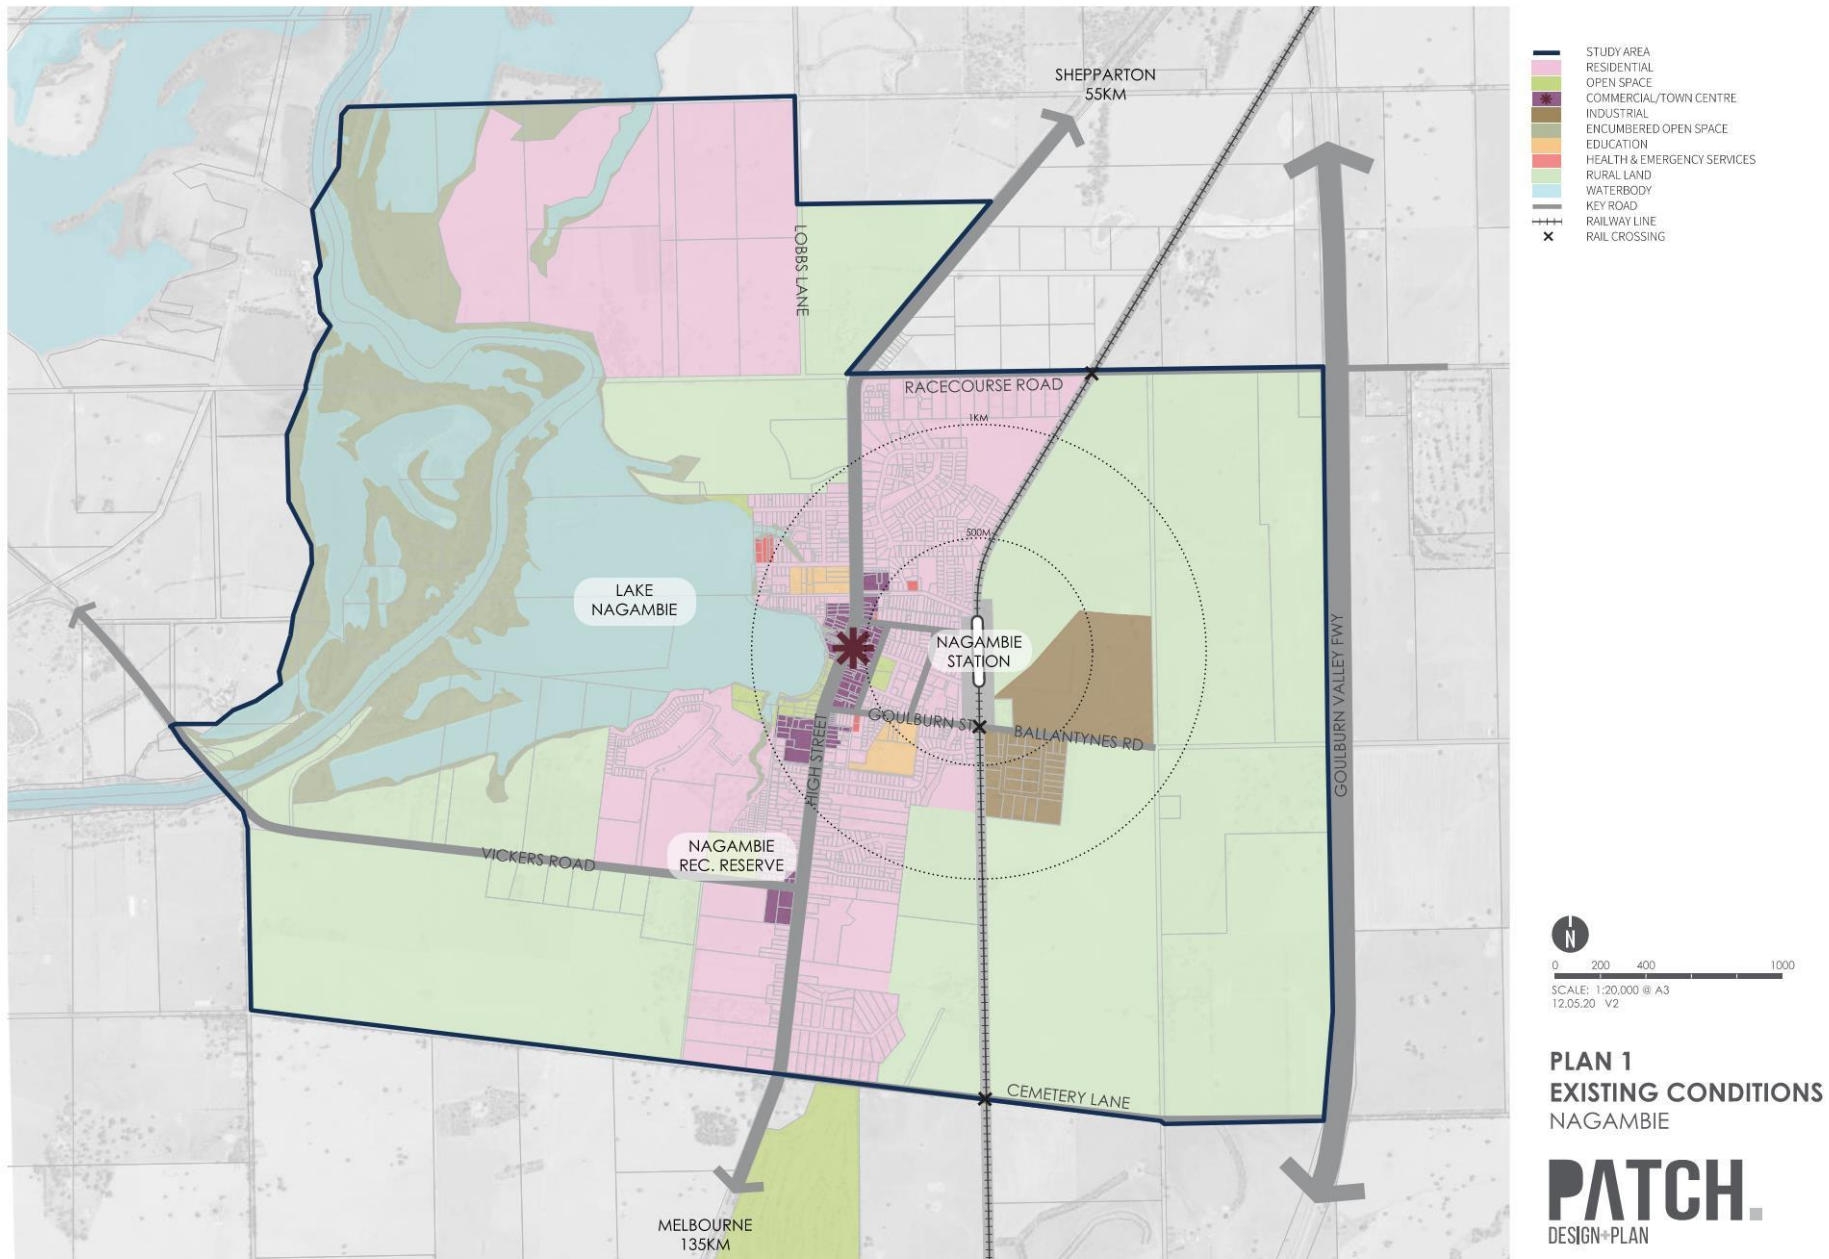 SHEPPARTON
55KM
LOBBS LANE
RACECOURSE ROAD
1KM
500M
LAKE
NAGAMBIE
NAGAMBIE
STATION
GOULBURN ST
BALLANTYNES RD
HIGH STREET
GOULBURN VALLEY FWY
NAGAMBIE
REC. RESERVE
VICKERS ROAD
CEMETERY LANE
MELBOURNE
135KM
STUDY AREA
RESIDENTIAL
OPEN SPACE
COMMERCIAL/TOWN CENTRE
INDUSTRIAL
ENCUMBERED OPEN SPACE
EDUCATION
HEALTH & EMERGENCY SERVICES
RURAL LAND
WATERBODY
KEY ROAD
RAILWAY LINE
RAIL CROSSING
N
0 200 400 1000
SCALE: 1:20,000 @ A3
12.05.20 V2
PLAN 1
EXISTING CONDITIONS
NAGAMBIE
PATCH.
DESIGN+PLAN